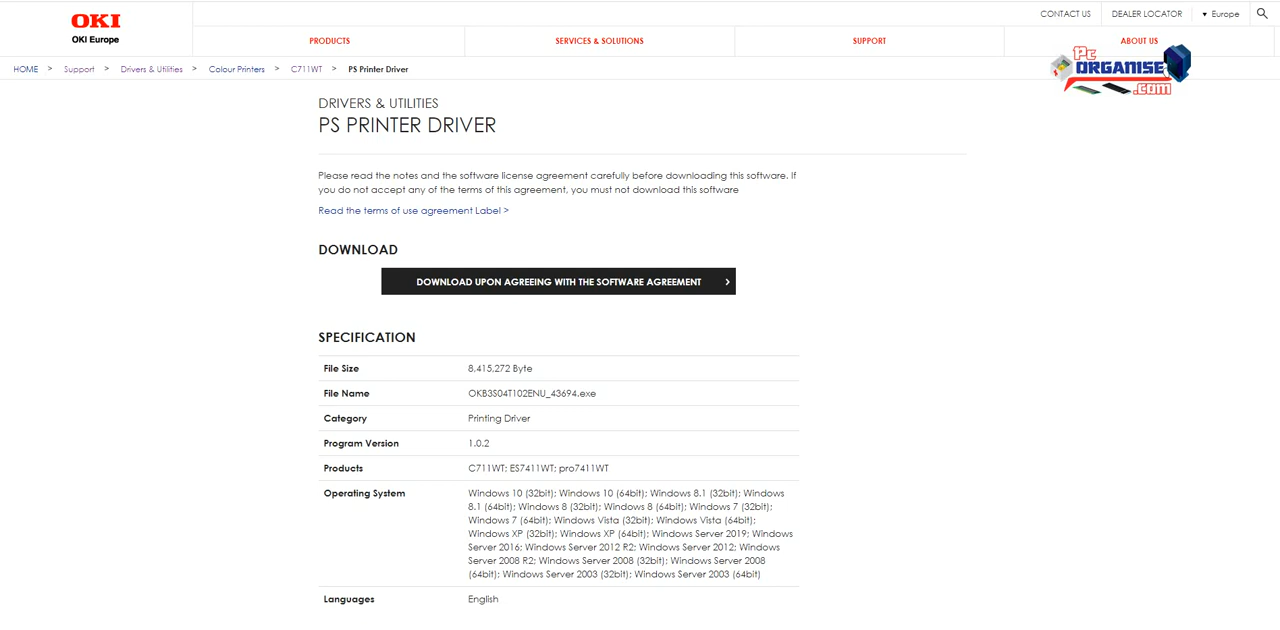 OKI
OKI Europe
CONTACT US
DEALER LOCATOR
▼ Europe
PRODUCTS
SERVICES & SOLUTIONS
SUPPORT
ABOUT US
Pc
ORGANISE
.com
HOME > Support > Drivers & Utilities > Colour Printers > C711WT > PS Printer Driver
DRIVERS & UTILITIES
PS PRINTER DRIVER
Please read the notes and the software license agreement carefully before downloading this software. If
you do not accept any of the terms of this agreement, you must not download this software
Read the terms of use agreement Label >
DOWNLOAD
DOWNLOAD UPON AGREEING WITH THE SOFTWARE AGREEMENT >
SPECIFICATION
File Size 8,415,272 Byte
File Name OKB3S04T102ENU_43694.exe
Category Printing Driver
Program Version 1.0.2
Products C711WT; ES7411WT; pro7411WT
Operating System Windows 10 (32bit); Windows 10 (64bit); Windows 8.1 (32bit); Windows
8.1 (64bit); Windows 8 (32bit); Windows 8 (64bit); Windows 7 (32bit);
Windows 7 (64bit); Windows Vista (32bit); Windows Vista (64bit);
Windows XP (32bit); Windows XP (64bit); Windows Server 2019; Windows
Server 2016; Windows Server 2012 R2; Windows Server 2012; Windows
Server 2008 R2; Windows Server 2008 (32bit); Windows Server 2008
(64bit); Windows Server 2003 (32bit); Windows Server 2003 (64bit)
Languages English